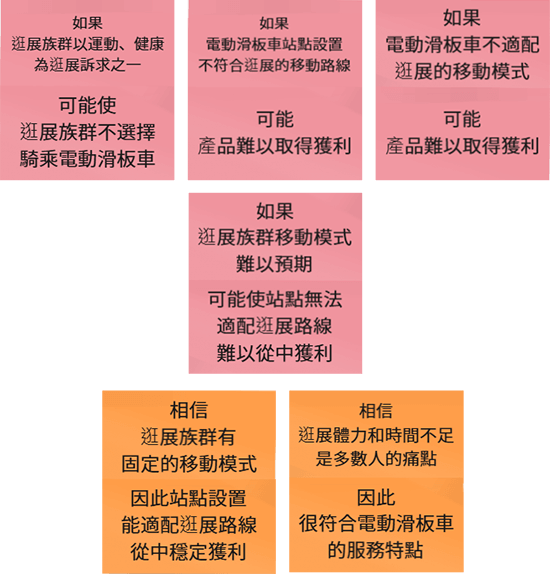 如果
逛展族群以運動、健康
為逛展訴求之一
可能使
逛展族群不選擇
騎乘電動滑板車
如果
電動滑板車站點設置
不符合逛展的移動路線
可能
產品難以取得獲利
如果
電動滑板車不適配
逛展的移動模式
可能
產品難以取得獲利
如果
逛展族群移動模式
難以預期
可能使站點無法
適配逛展路線
難以從中獲利
相信
逛展族群有
固定的移動模式
因此站點設置
能適配逛展路線
從中穩定獲利
相信
逛展體力和時間不足
是多數人的痛點
因此
很符合電動滑板車
的服務特點